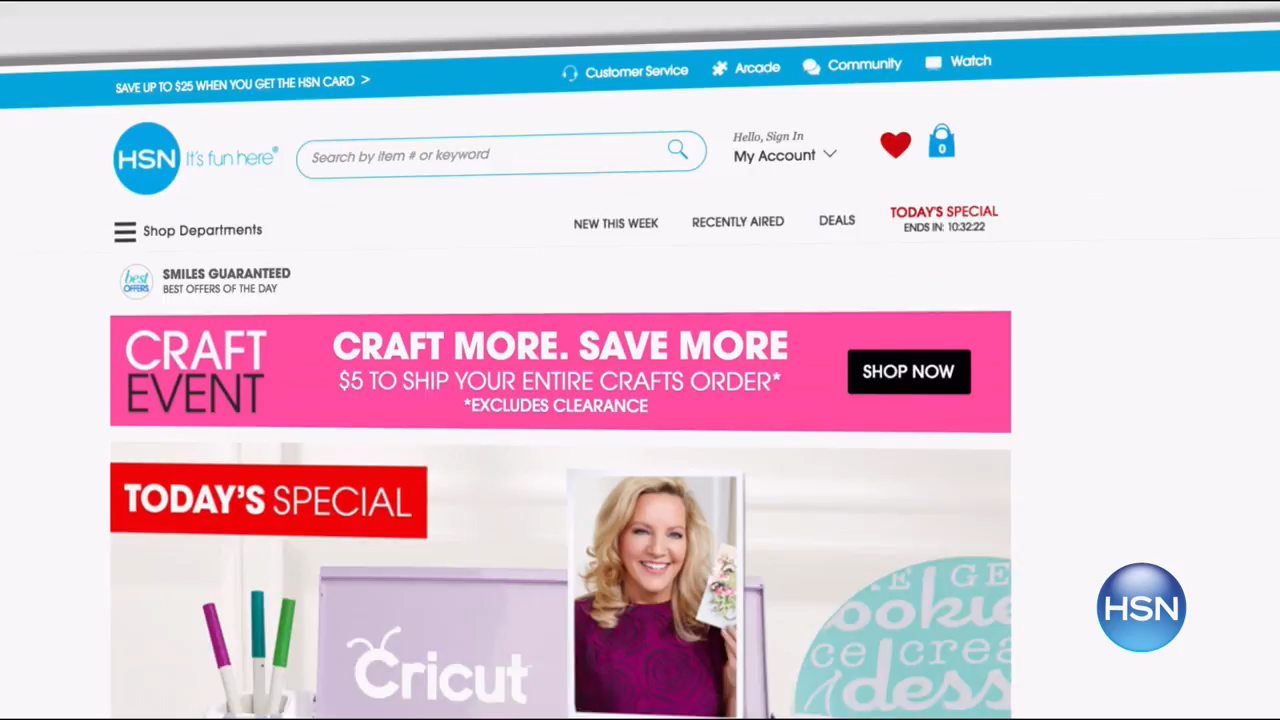 SAVE UP TO $25 WHEN YOU GET THE HSN CARD >
Customer Service
Arcade
Community
Watch
HSN It's fun here®
Search by item # or keyword
Hello, Sign In
My Account
0
Shop Departments
NEW THIS WEEK
RECENTLY AIRED
DEALS
TODAY'S SPECIAL
ENDS IN: 10:32:22
best
OFFERS
SMILES GUARANTEED
BEST OFFERS OF THE DAY
CRAFT
EVENT
CRAFT MORE. SAVE MORE
$5 TO SHIP YOUR ENTIRE CRAFTS ORDER*
*EXCLUDES CLEARANCE
SHOP NOW
TODAY'S SPECIAL
Cricut
HSN